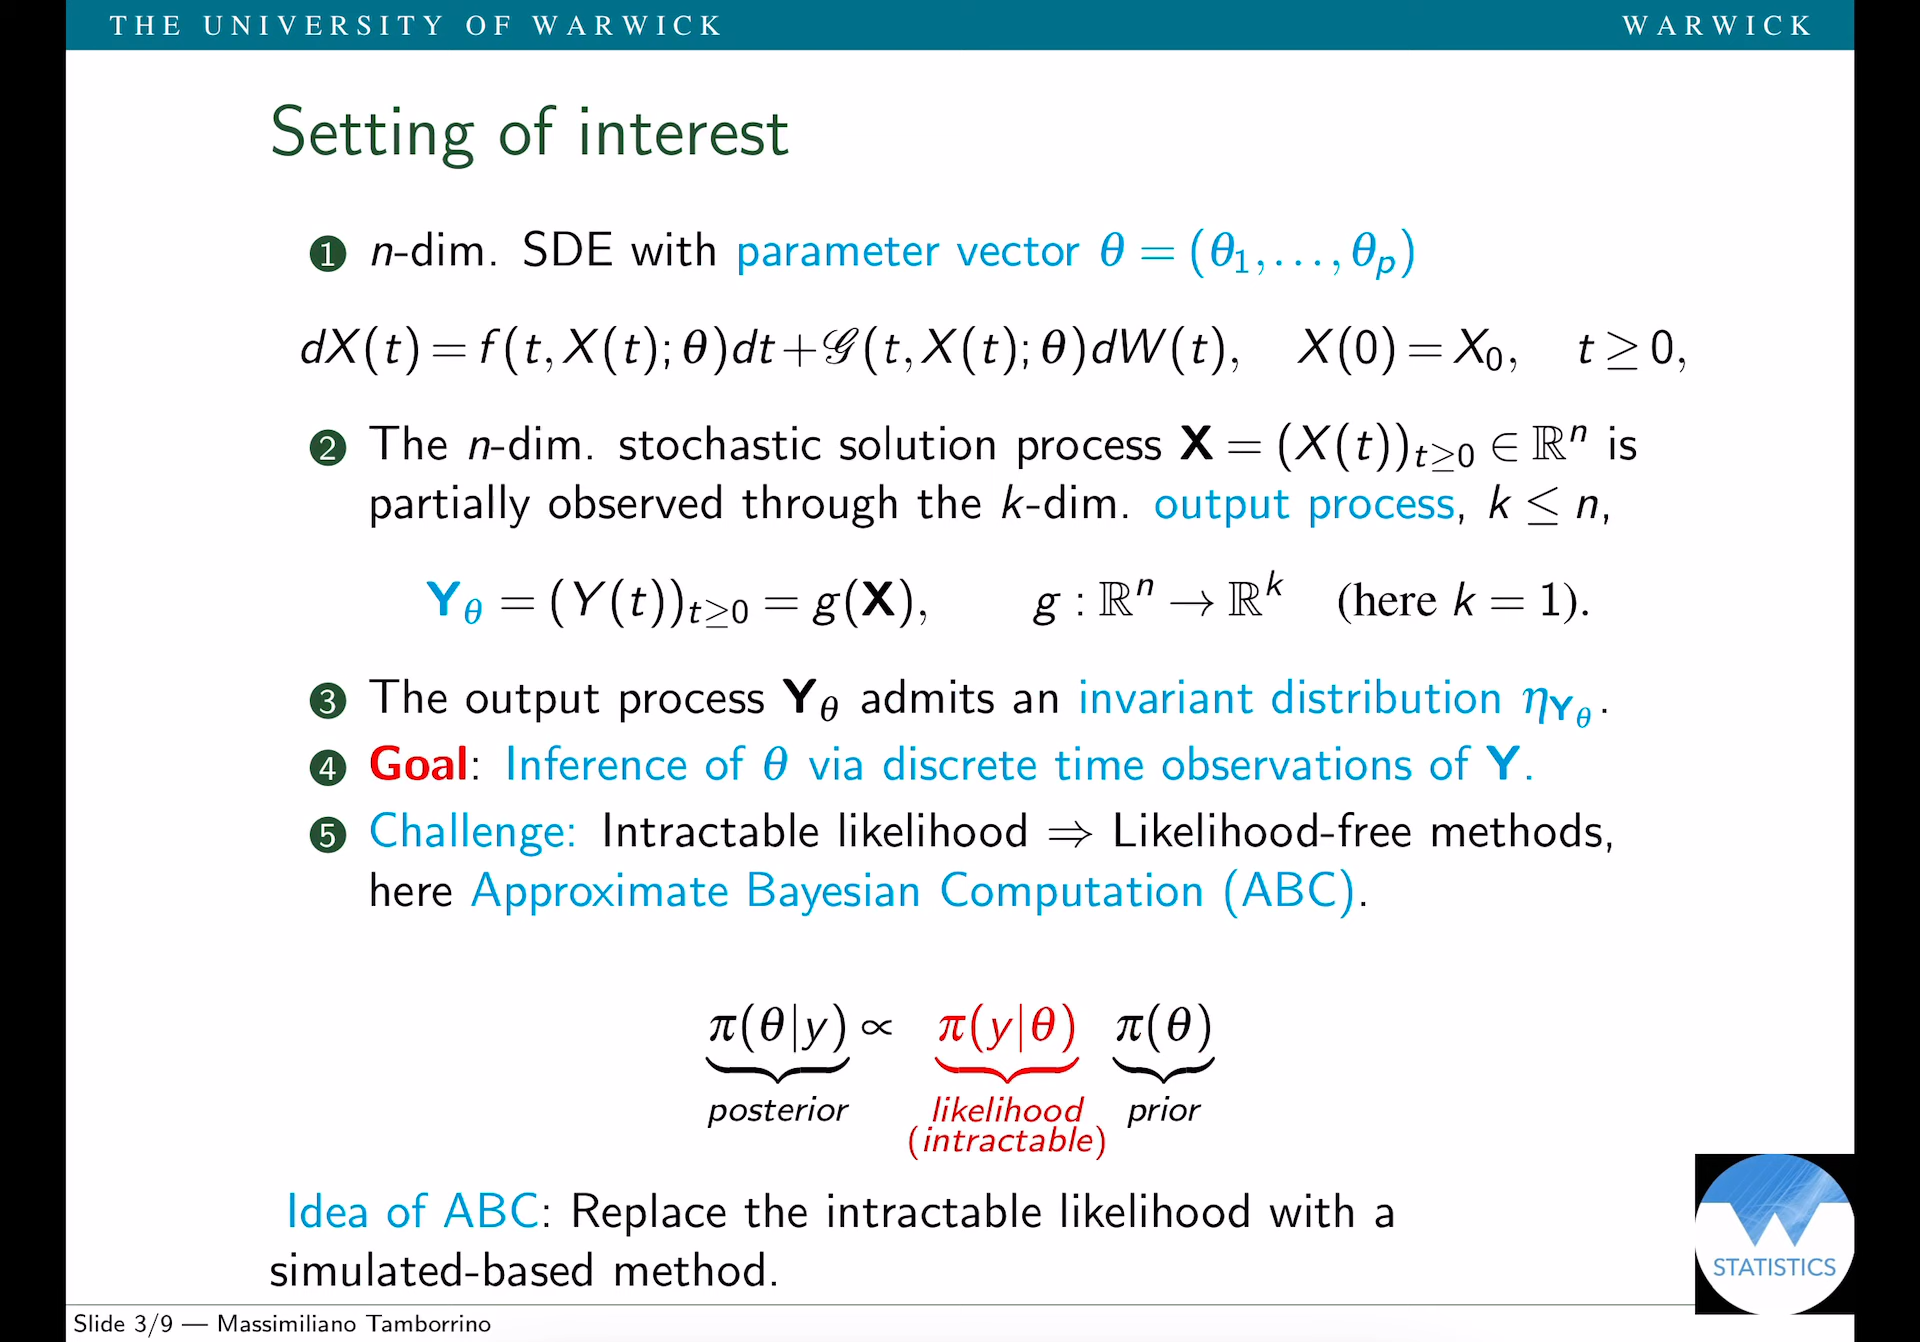 THE UNIVERSITY OF WARWICK WARWICK
Setting of interest
1 n-dim. SDE with parameter vector θ = (θ₁,...,θₚ)
dX(t) = f(t,X(t);θ)dt+𝒢(t,X(t);θ)dW(t), X(0) = X₀, t ≥ 0,
2 The n-dim. stochastic solution process 𝐗 = (X(t))_{t≥0} ∈ ℝⁿ is
partially observed through the k-dim. output process, k ≤ n,
𝐘_θ = (Y(t))_{t≥0} = g(𝐗), g : ℝⁿ → ℝᵏ (here k = 1).
3 The output process 𝐘_θ admits an invariant distribution η_{𝐘_θ}.
4 Goal: Inference of θ via discrete time observations of 𝐘.
5 Challenge: Intractable likelihood ⇒ Likelihood-free methods,
here Approximate Bayesian Computation (ABC).
π(θ|y) ∝ π(y|θ) π(θ)
posterior likelihood prior
(intractable)
Idea of ABC: Replace the intractable likelihood with a
simulated-based method.
STATISTICS
Slide 3/9 — Massimiliano Tamborrino